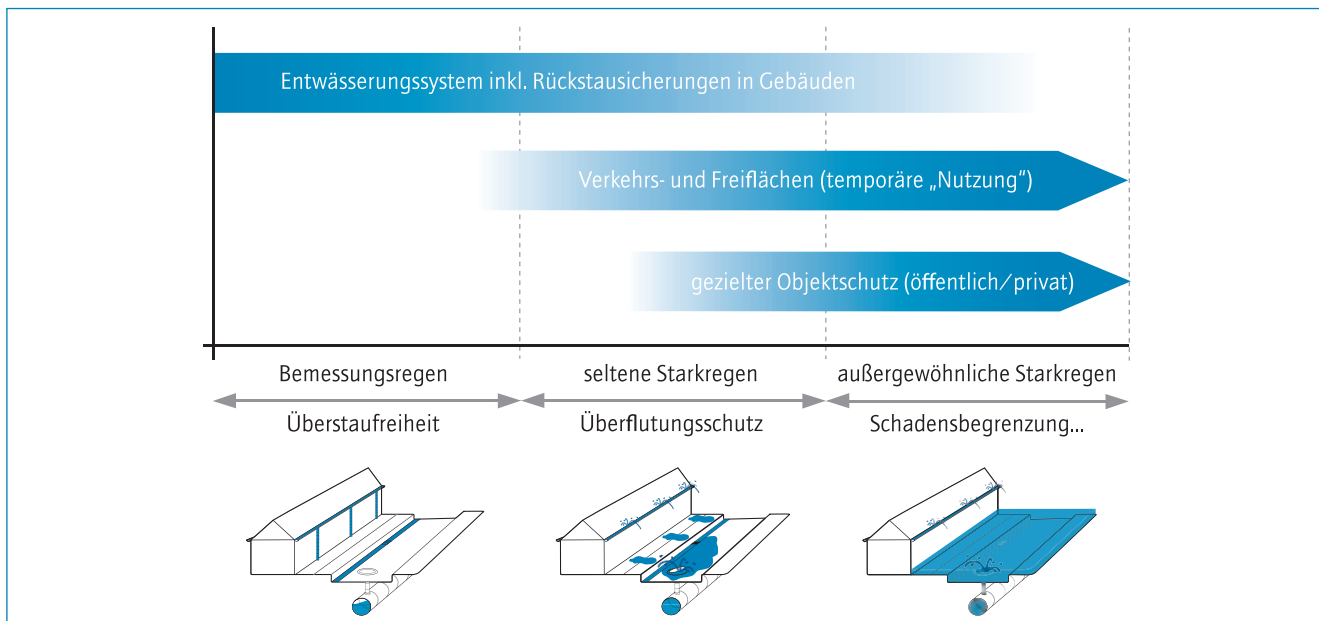 Entwässerungssystem inkl. Rückstausicherungen in Gebäuden
Verkehrs- und Freiflächen (temporäre „Nutzung“)
gezielter Objektschutz (öffentlich/privat)
Bemessungsregen
seltene Starkregen
außergewöhnliche Starkregen
Überstaufreiheit
Überflutungsschutz
Schadensbegrenzung...